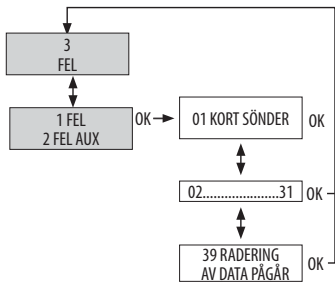 3
FEL
1 FEL
2 FEL AUX
OK
01 KORT SÖNDER
OK
02.....................31
OK
39 RADERING
AV DATA PÅGÅR
OK